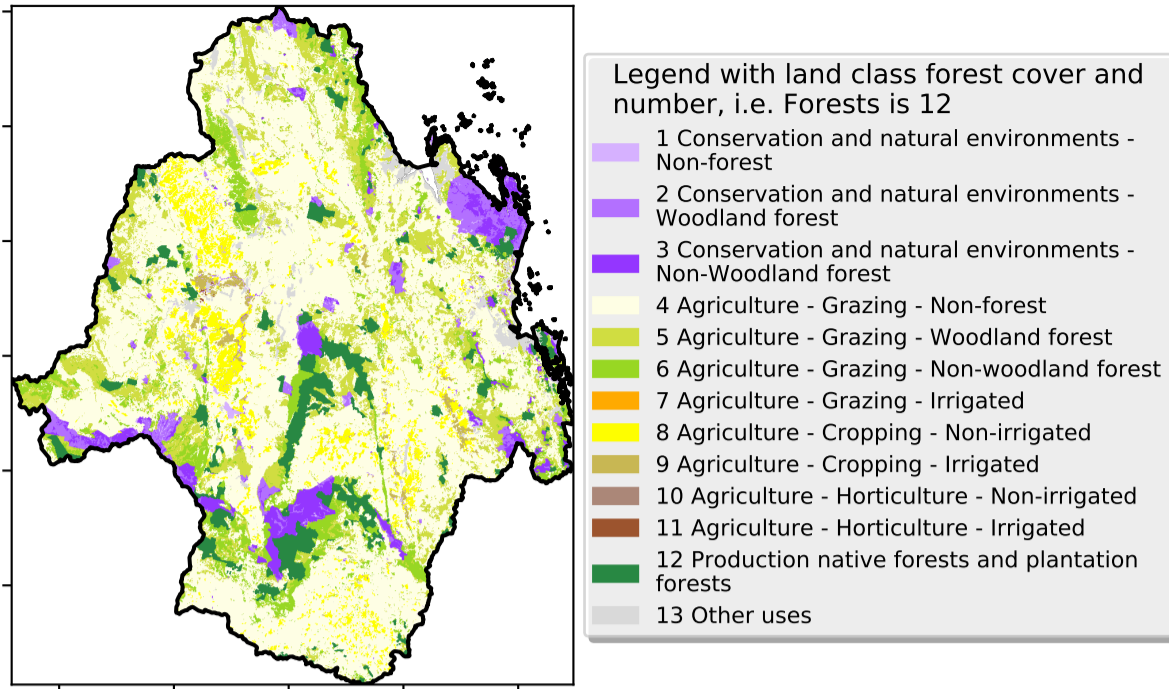 Legend with land class forest cover and
number, i.e. Forests is 12
1 Conservation and natural environments -
Non-forest
2 Conservation and natural environments -
Woodland forest
3 Conservation and natural environments -
Non-Woodland forest
4 Agriculture - Grazing - Non-forest
5 Agriculture - Grazing - Woodland forest
6 Agriculture - Grazing - Non-woodland forest
7 Agriculture - Grazing - Irrigated
8 Agriculture - Cropping - Non-irrigated
9 Agriculture - Cropping - Irrigated
10 Agriculture - Horticulture - Non-irrigated
11 Agriculture - Horticulture - Irrigated
12 Production native forests and plantation
forests
13 Other uses